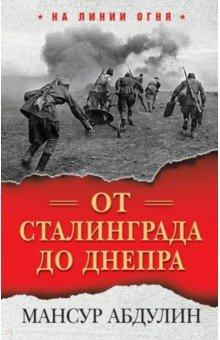 ★ НА ЛИНИИ ОГНЯ ★
ОТ
СТАЛИНГРАДА
ДО ДНЕПРА
МАНСУР АБДУЛИН